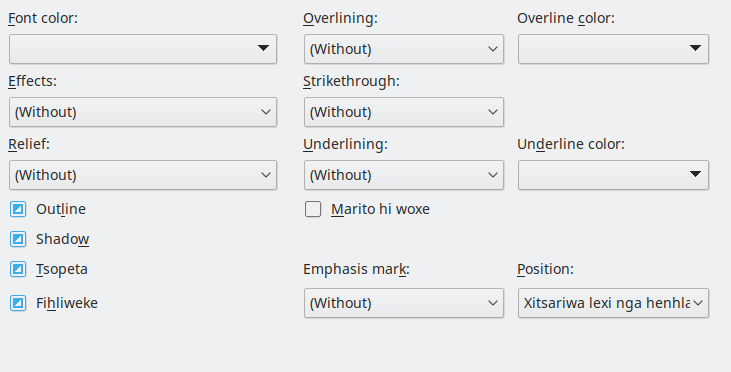 Font color:
Overlining:
Overline color:
(Without)
Effects:
Strikethrough:
(Without)
(Without)
Relief:
Underlining:
Underline color:
(Without)
(Without)
Outline
Marito hi woxe
Shadow
Tsopeta
Emphasis mark:
Position:
Fihliweke
(Without)
Xitsariwa lexi nga henhla